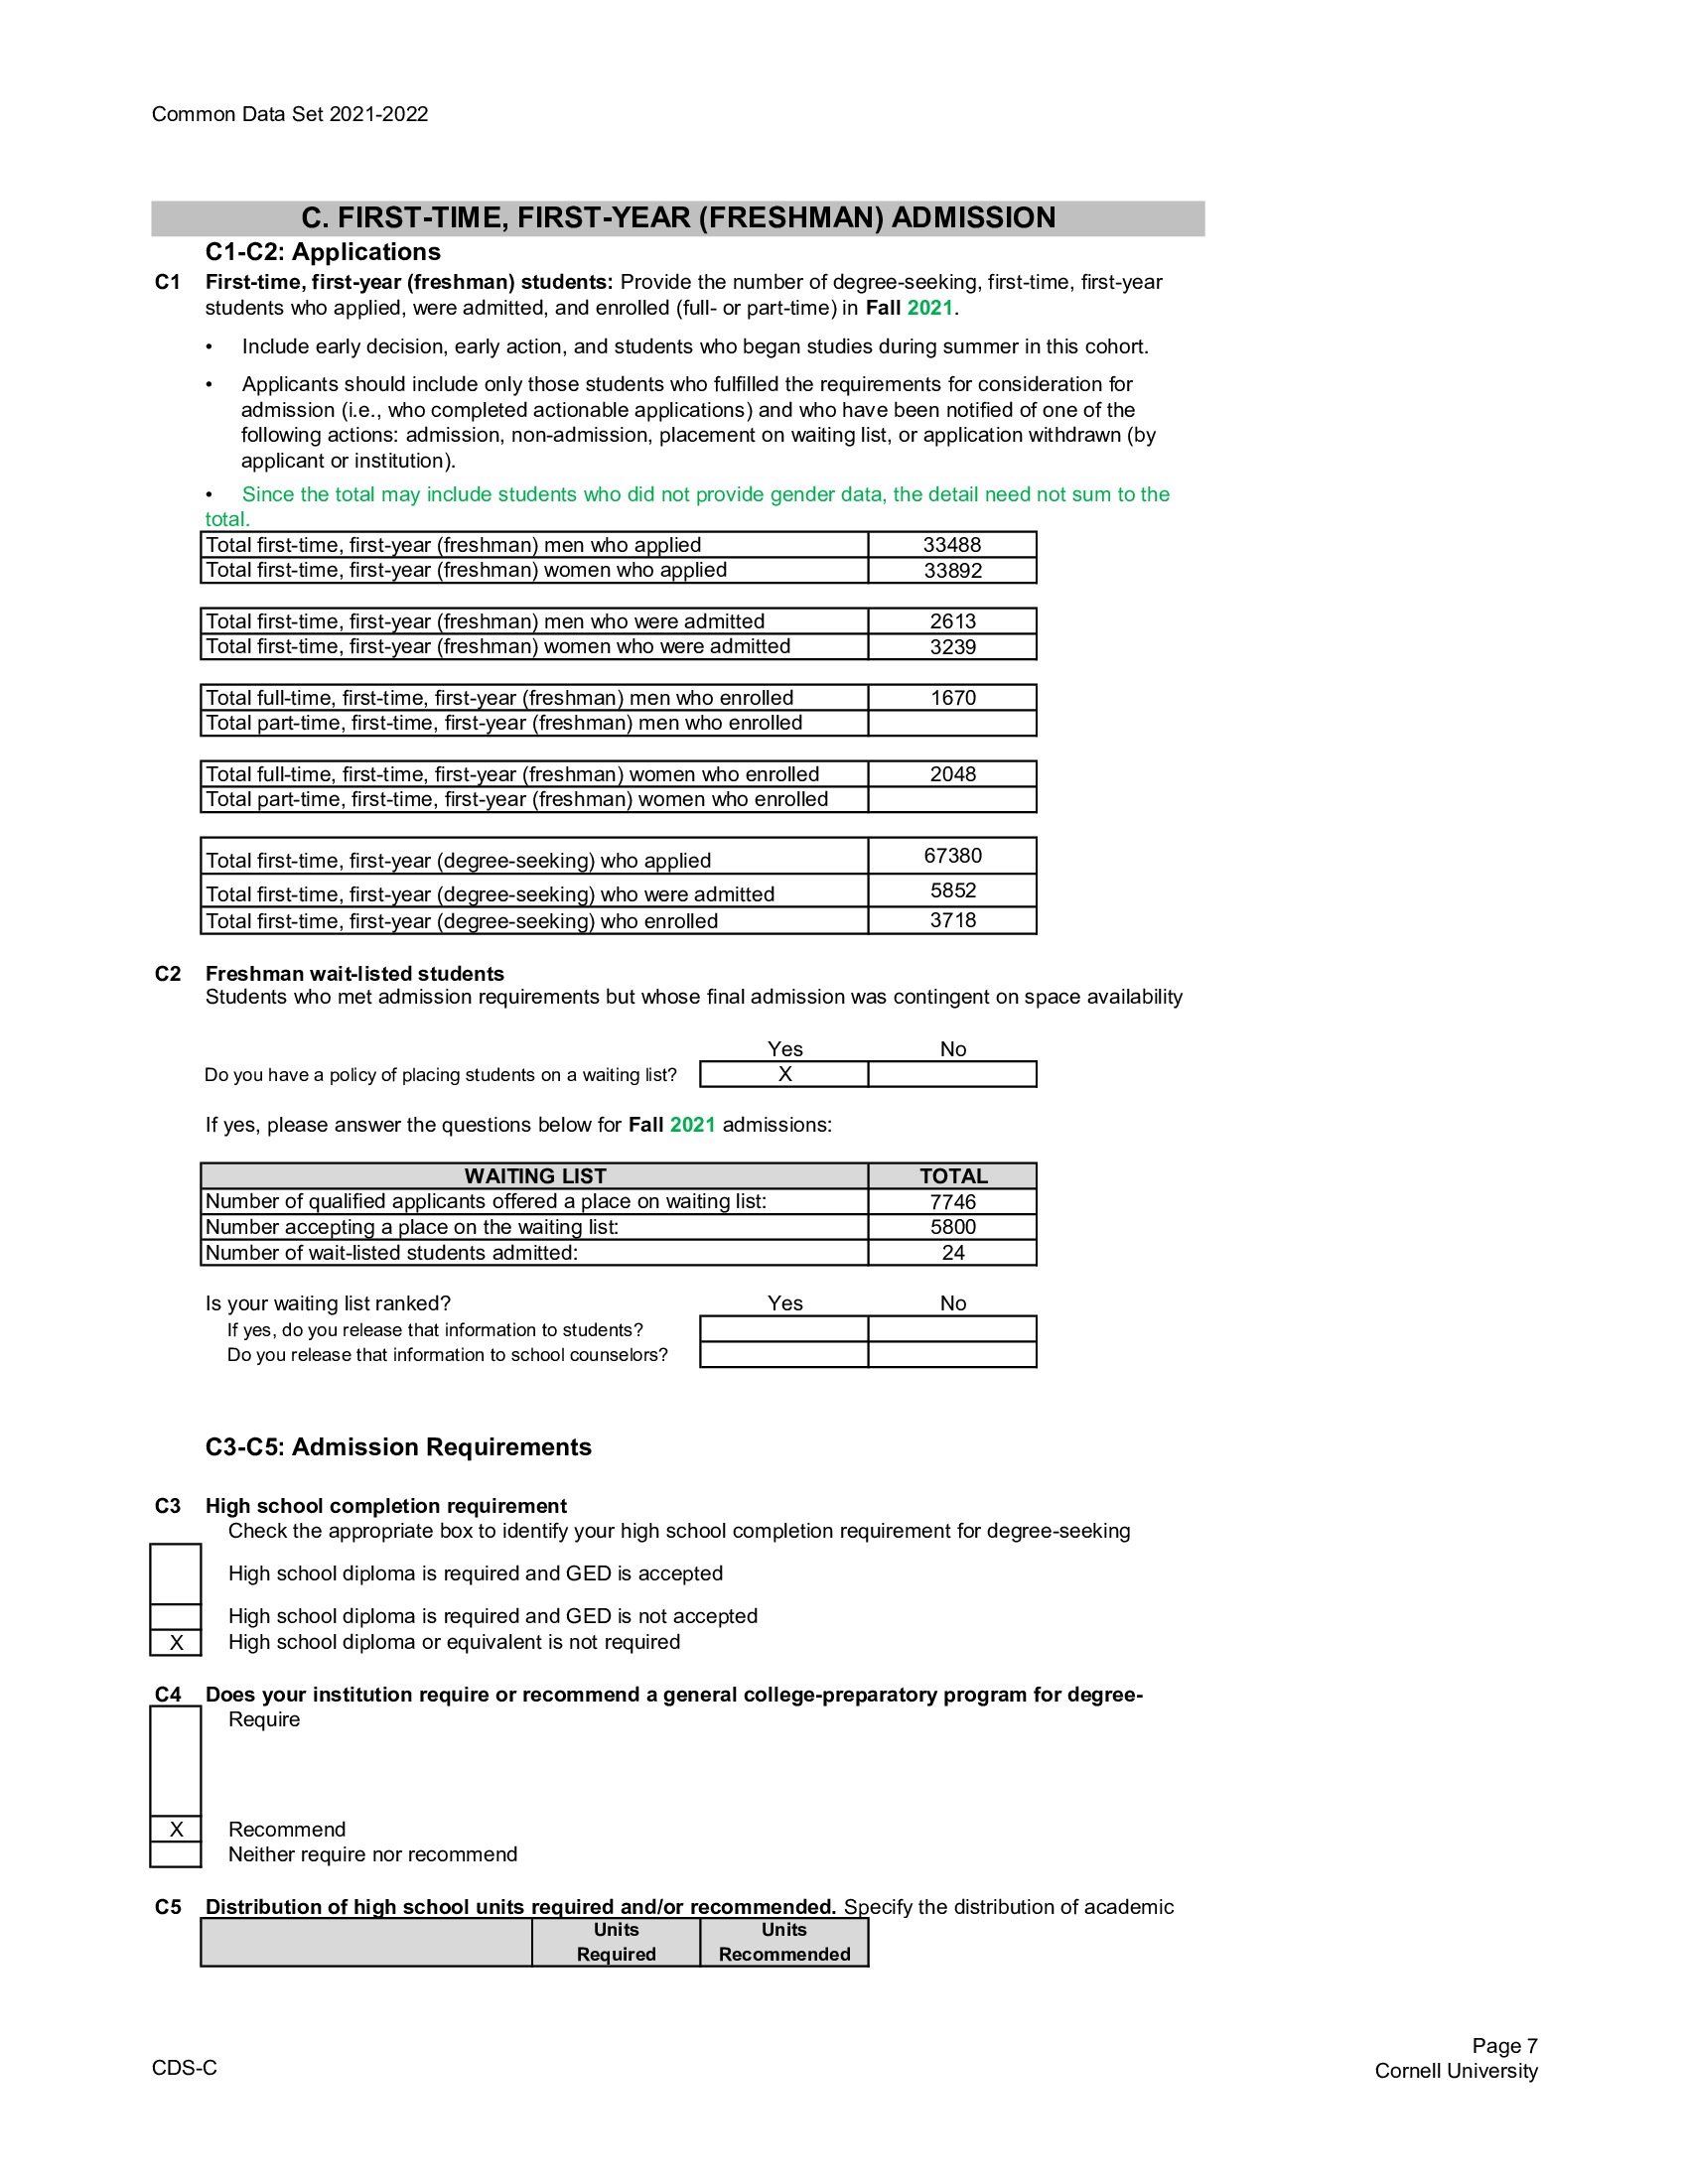 Common Data Set 2021-2022
C. FIRST-TIME, FIRST-YEAR (FRESHMAN) ADMISSION
C1-C2: Applications
C1 First-time, first-year (freshman) students: Provide the number of degree-seeking, first-time, first-year
students who applied, were admitted, and enrolled (full- or part-time) in Fall 2021.
• Include early decision, early action, and students who began studies during summer in this cohort.
• Applicants should include only those students who fulfilled the requirements for consideration for
admission (i.e., who completed actionable applications) and who have been notified of one of the
following actions: admission, non-admission, placement on waiting list, or application withdrawn (by
applicant or institution).
• Since the total may include students who did not provide gender data, the detail need not sum to the
total.
Total first-time, first-year (freshman) men who applied 33488
Total first-time, first-year (freshman) women who applied 33892
Total first-time, first-year (freshman) men who were admitted 2613
Total first-time, first-year (freshman) women who were admitted 3239
Total full-time, first-time, first-year (freshman) men who enrolled 1670
Total part-time, first-time, first-year (freshman) men who enrolled
Total full-time, first-time, first-year (freshman) women who enrolled 2048
Total part-time, first-time, first-year (freshman) women who enrolled
Total first-time, first-year (degree-seeking) who applied 67380
Total first-time, first-year (degree-seeking) who were admitted 5852
Total first-time, first-year (degree-seeking) who enrolled 3718
C2 Freshman wait-listed students
Students who met admission requirements but whose final admission was contingent on space availability
Yes No
Do you have a policy of placing students on a waiting list? X
If yes, please answer the questions below for Fall 2021 admissions:
WAITING LIST TOTAL
Number of qualified applicants offered a place on waiting list: 7746
Number accepting a place on the waiting list: 5800
Number of wait-listed students admitted: 24
Is your waiting list ranked? Yes No
If yes, do you release that information to students?
Do you release that information to school counselors?
C3-C5: Admission Requirements
C3 High school completion requirement
Check the appropriate box to identify your high school completion requirement for degree-seeking
High school diploma is required and GED is accepted
High school diploma is required and GED is not accepted
X High school diploma or equivalent is not required
C4 Does your institution require or recommend a general college-preparatory program for degree-
Require
X Recommend
Neither require nor recommend
C5 Distribution of high school units required and/or recommended. Specify the distribution of academic
Units Units
Required Recommended
Page 7
CDS-C
Cornell University